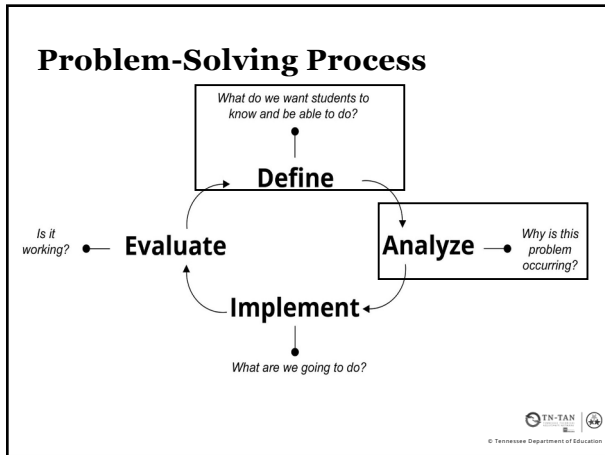 Problem-Solving Process
What do we want students to
know and be able to do?
Define
Is it
working?
Evaluate
Analyze
Why is this
problem
occurring?
Implement
What are we going to do?
TN-TAN
© Tennessee Department of Education